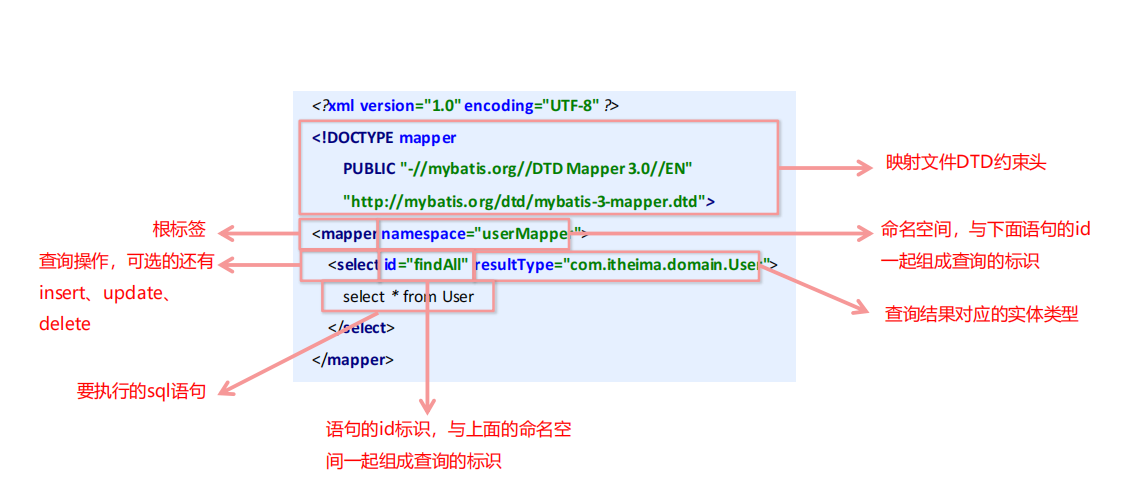 <?xml version="1.0" encoding="UTF-8" ?>
<!DOCTYPE mapper
PUBLIC "-//mybatis.org//DTD Mapper 3.0//EN"
"http://mybatis.org/dtd/mybatis-3-mapper.dtd">
<mapper namespace="userMapper">
<select id="findAll" resultType="com.itheima.domain.User">
select * from User
</select>
</mapper>
映射文件DTD约束头
根标签
命名空间，与下面语句的id
一起组成查询的标识
查询操作，可选的还有
insert、update、
delete
查询结果对应的实体类型
要执行的sql语句
语句的id标识，与上面的命名空
间一起组成查询的标识